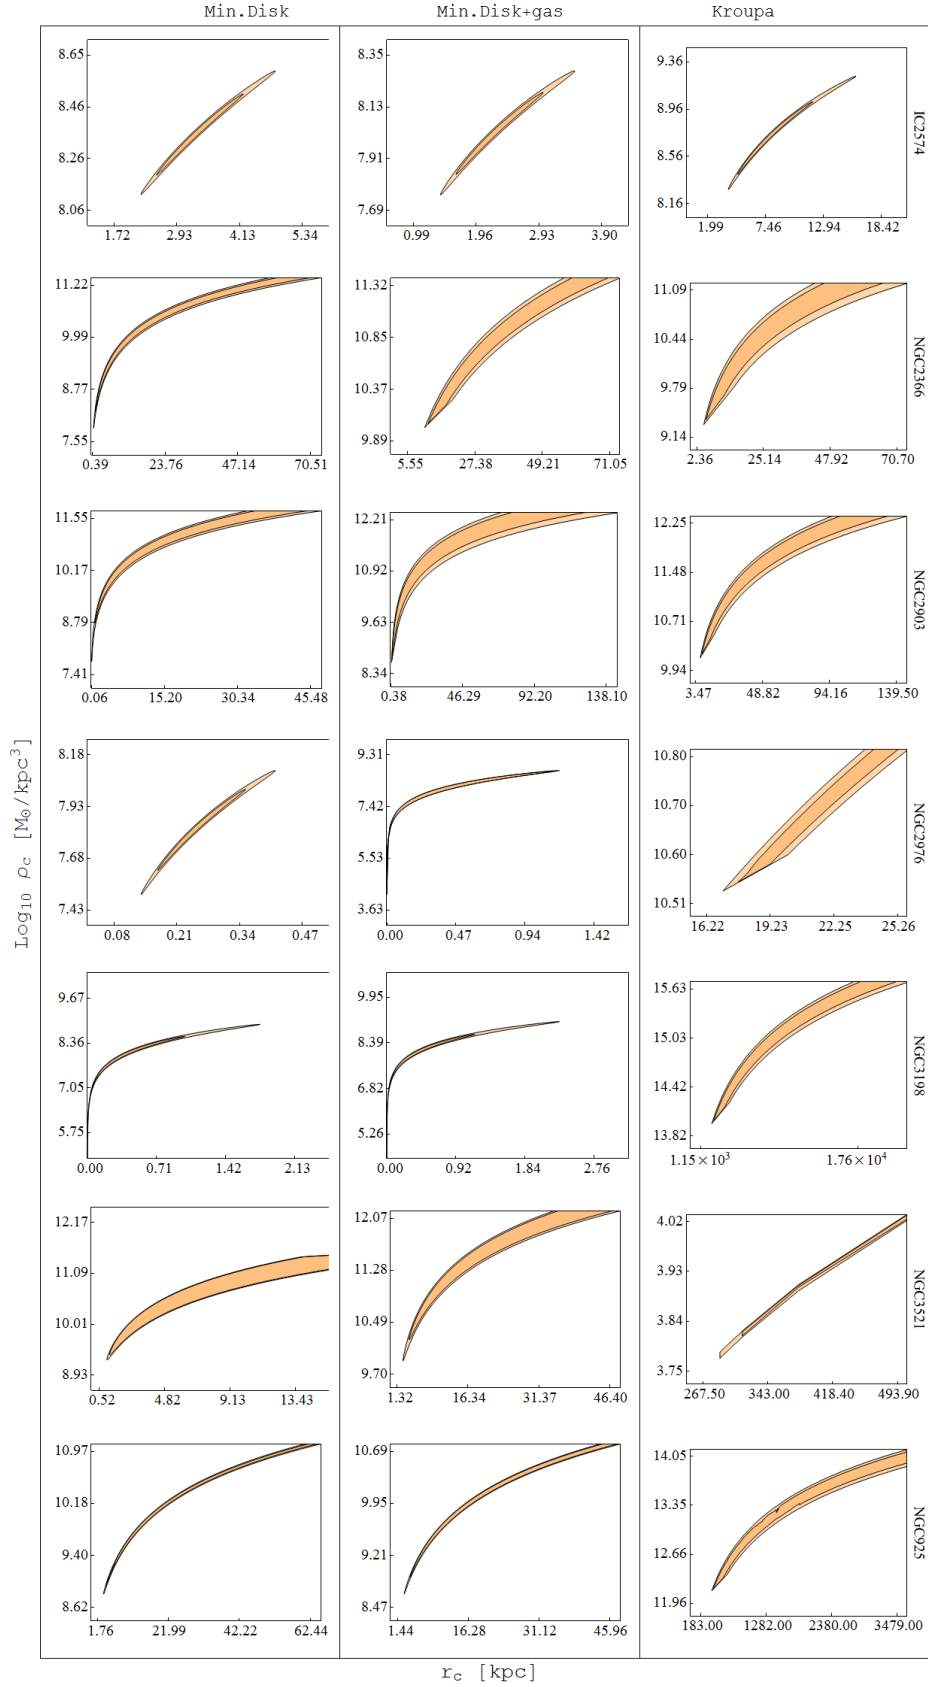 Min.Disk Min.Disk+gas Kroupa
8.65
8.46
8.26
8.06
1.72 2.93 4.13 5.34
8.35
8.13
7.91
7.69
0.99 1.96 2.93 3.90
9.36
8.96
8.56
8.16
1.99 7.46 12.94 18.42
IC2574
11.22
9.99
8.77
7.55
0.39 23.76 47.14 70.51
11.32
10.85
10.37
9.89
5.55 27.38 49.21 71.05
11.09
10.44
9.79
9.14
2.36 25.14 47.92 70.70
NGC2366
11.55
10.17
8.79
7.41
0.06 15.20 30.34 45.48
12.21
10.92
9.63
8.34
0.38 46.29 92.20 138.10
12.25
11.48
10.71
9.94
3.47 48.82 94.16 139.50
NGC2903
8.18
7.93
7.68
7.43
0.08 0.21 0.34 0.47
9.31
7.42
5.53
3.63
0.00 0.47 0.94 1.42
10.80
10.70
10.60
10.51
16.22 19.23 22.25 25.26
NGC2976
9.67
8.36
7.05
5.75
0.00 0.71 1.42 2.13
9.95
8.39
6.82
5.26
0.00 0.92 1.84 2.76
15.63
15.03
14.42
13.82
1.15×10³ 1.76×10⁴
NGC3198
12.17
11.09
10.01
8.93
0.52 4.82 9.13 13.43
12.07
11.28
10.49
9.70
1.32 16.34 31.37 46.40
4.02
3.93
3.84
3.75
267.50 343.00 418.40 493.90
NGC3521
10.97
10.18
9.40
8.62
1.76 21.99 42.22 62.44
10.69
9.95
9.21
8.47
1.44 16.28 31.12 45.96
14.05
13.35
12.66
11.96
183.00 1282.00 2380.00 3479.00
NGC925
Log₁₀ ρc [M⊙/kpc³]
rc [kpc]